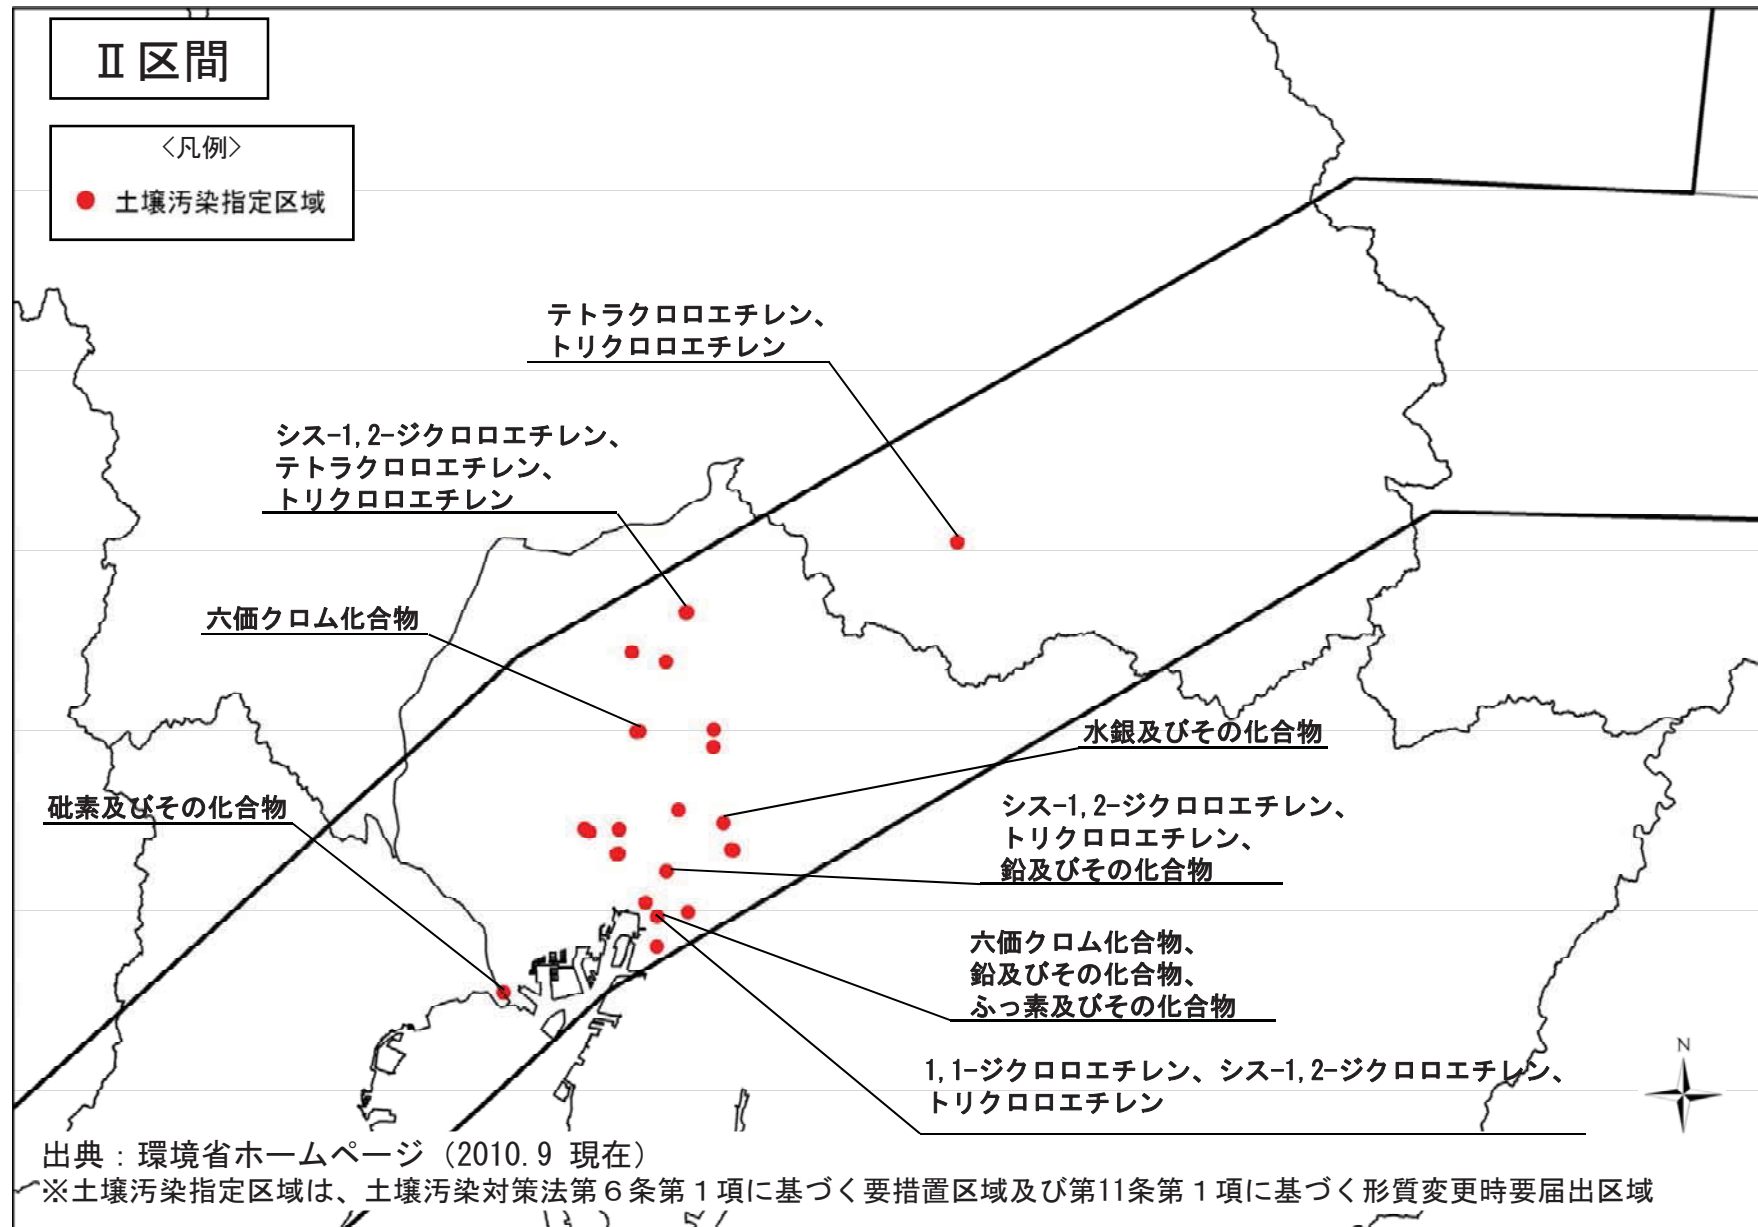 Ⅱ区間
<凡例>
土壌汚染指定区域
テトラクロロエチレン、
トリクロロエチレン
シス-1,2-ジクロロエチレン、
テトラクロロエチレン、
トリクロロエチレン
六価クロム化合物
水銀及びその化合物
砒素及びその化合物
シス-1,2-ジクロロエチレン、
トリクロロエチレン、
鉛及びその化合物
六価クロム化合物、
鉛及びその化合物、
ふっ素及びその化合物
1,1-ジクロロエチレン、シス-1,2-ジクロロエチレン、
トリクロロエチレン
N
出典：環境省ホームページ（2010.9 現在）
※土壌汚染指定区域は、土壌汚染対策法第６条第１項に基づく要措置区域及び第11条第１項に基づく形質変更時要届出区域